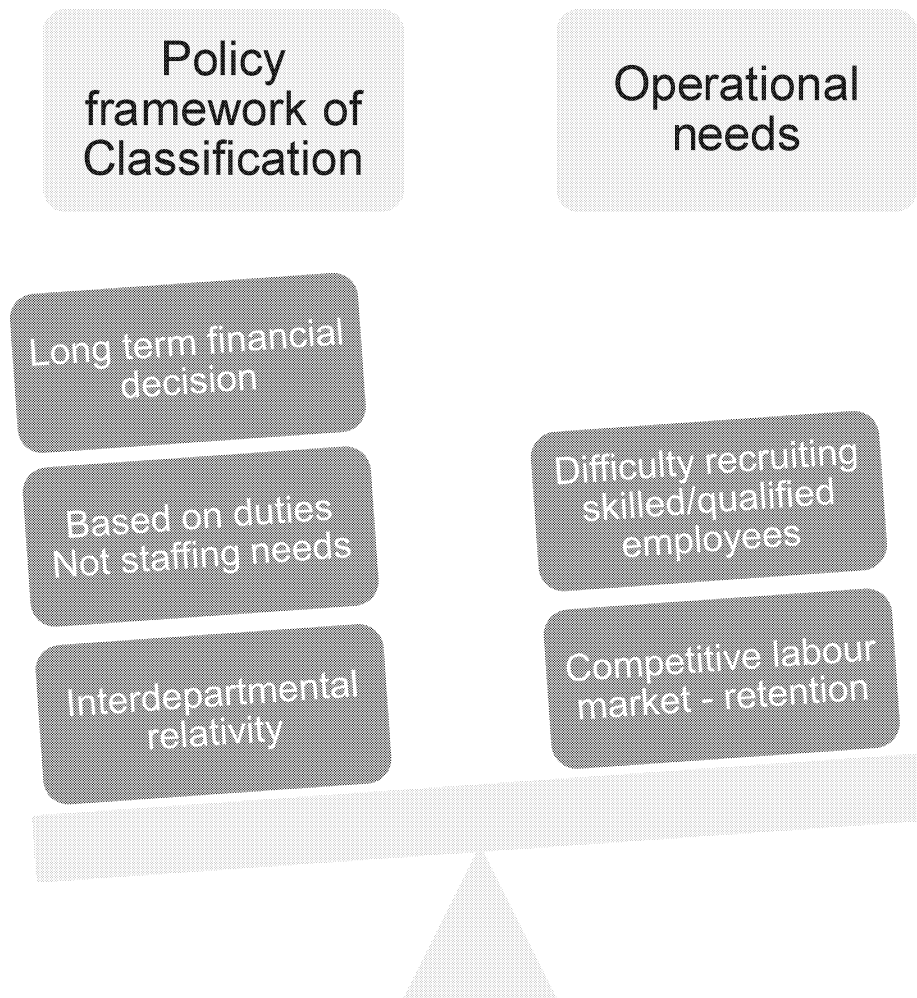 Policy
framework of
Classification
Operational
needs
Long term financial
decision
Based on duties
Not staffing needs
Interdepartmental
relativity
Difficulty recruiting
skilled/qualified
employees
Competitive labour
market - retention